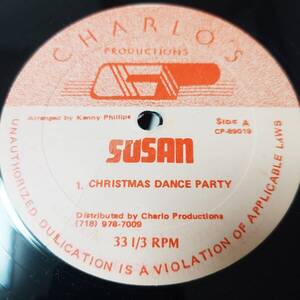 CHARLO'S
PRODUCTIONS
Arranged by Kenny Phillips
SIDE A
CP-89019
SUSAN
1. CHRISTMAS DANCE PARTY
Distributed by Charlo Productions
(718) 978-7009
33 1/3 RPM
UNAUTHORIZED DUPLICATION IS A VIOLATION OF APPLICABLE LAWS